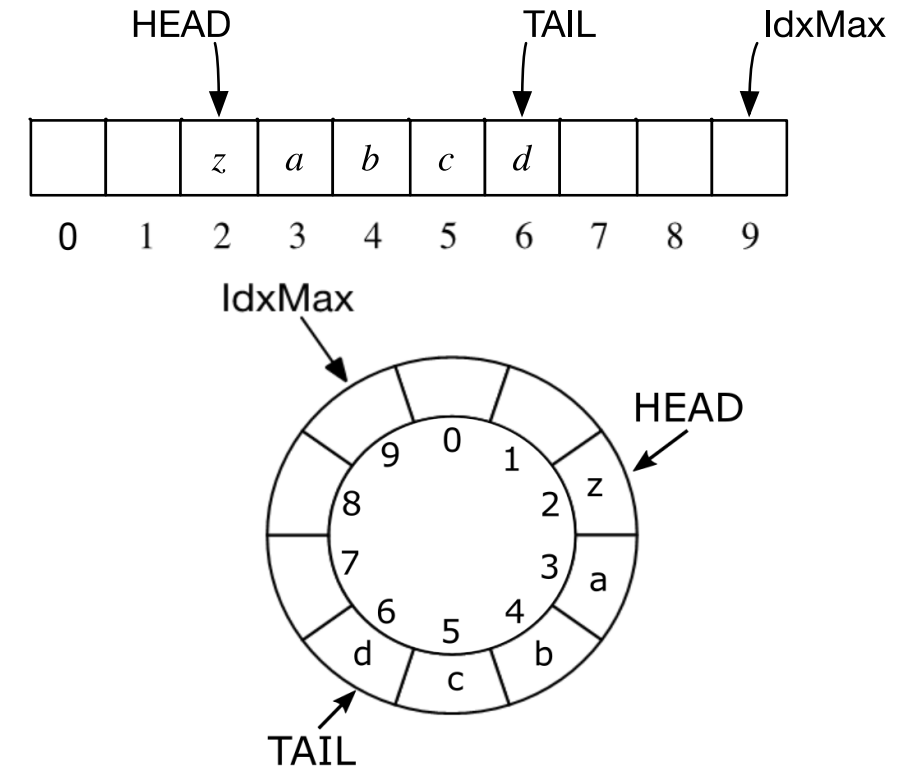 HEAD TAIL IdxMax
z a b c d
0 1 2 3 4 5 6 7 8 9
IdxMax
HEAD
0
9 1
8 2 z
7 3 a
6 4
5
d b
c
TAIL